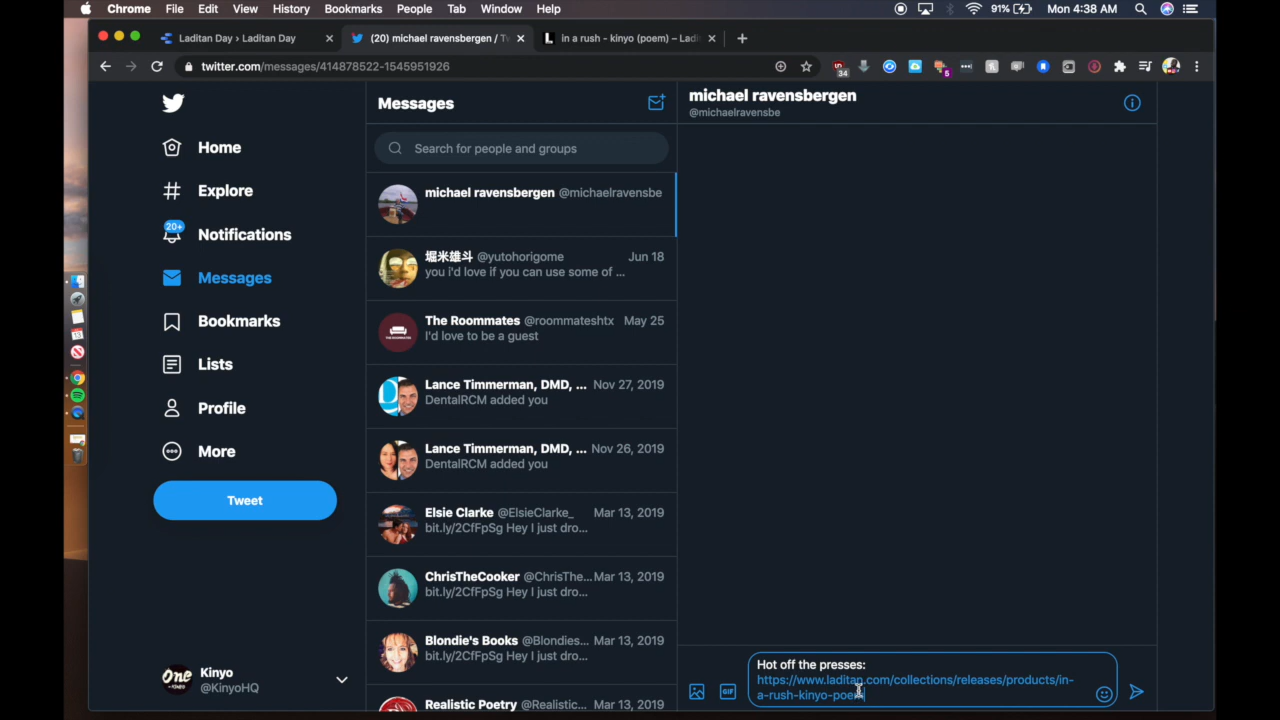 Chrome File Edit View History Bookmarks People Tab Window Help 91% Mon 4:38 AM
Laditan Day › Laditan Day (20) michael ravensbergen / Tw in a rush - kinyo (poem) – Ladi
twitter.com/messages/414878522-1545951926
34
5
Messages
michael ravensbergen
@michaelravensbe
Home
Explore
20+
Notifications
Messages
Bookmarks
Lists
Profile
More
Tweet
Kinyo
@KinyoHQ
Search for people and groups
michael ravensbergen @michaelravensbe
堀米雄斗 @yutohorigome Jun 18
you i'd love if you can use some of ...
The Roommates @roommateshtx May 25
I'd love to be a guest
Lance Timmerman, DMD, ... Nov 27, 2019
DentalRCM added you
Lance Timmerman, DMD, ... Nov 26, 2019
DentalRCM added you
Elsie Clarke @ElsieClarke_ Mar 13, 2019
bit.ly/2CfFpSg Hey I just dro...
ChrisTheCooker @ChrisThe... Mar 13, 2019
bit.ly/2CfFpSg Hey I just dro...
Blondie's Books @Blondies... Mar 13, 2019
bit.ly/2CfFpSg Hey I just dro...
Realistic Poetry @Realistic... Mar 13, 2019
Hot off the presses:
https://www.laditan.com/collections/releases/products/in-
a-rush-kinyo-poem
GIF